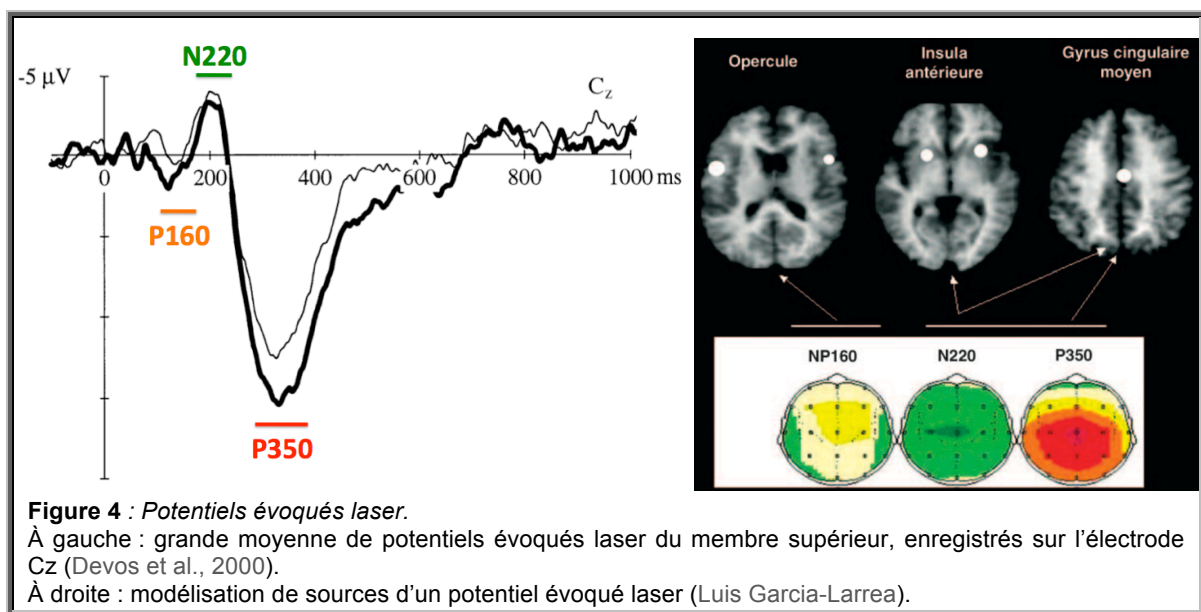 N220
-5 µV
Cz
0
200
400
600
800
1000 ms
P160
P350
Opercule
Insula
antérieure
Gyrus cingulaire
moyen
NP160
N220
P350
Figure 4 : Potentiels évoqués laser.
À gauche : grande moyenne de potentiels évoqués laser du membre supérieur, enregistrés sur l’électrode
Cz (Devos et al., 2000).
À droite : modélisation de sources d’un potentiel évoqué laser (Luis Garcia-Larrea).